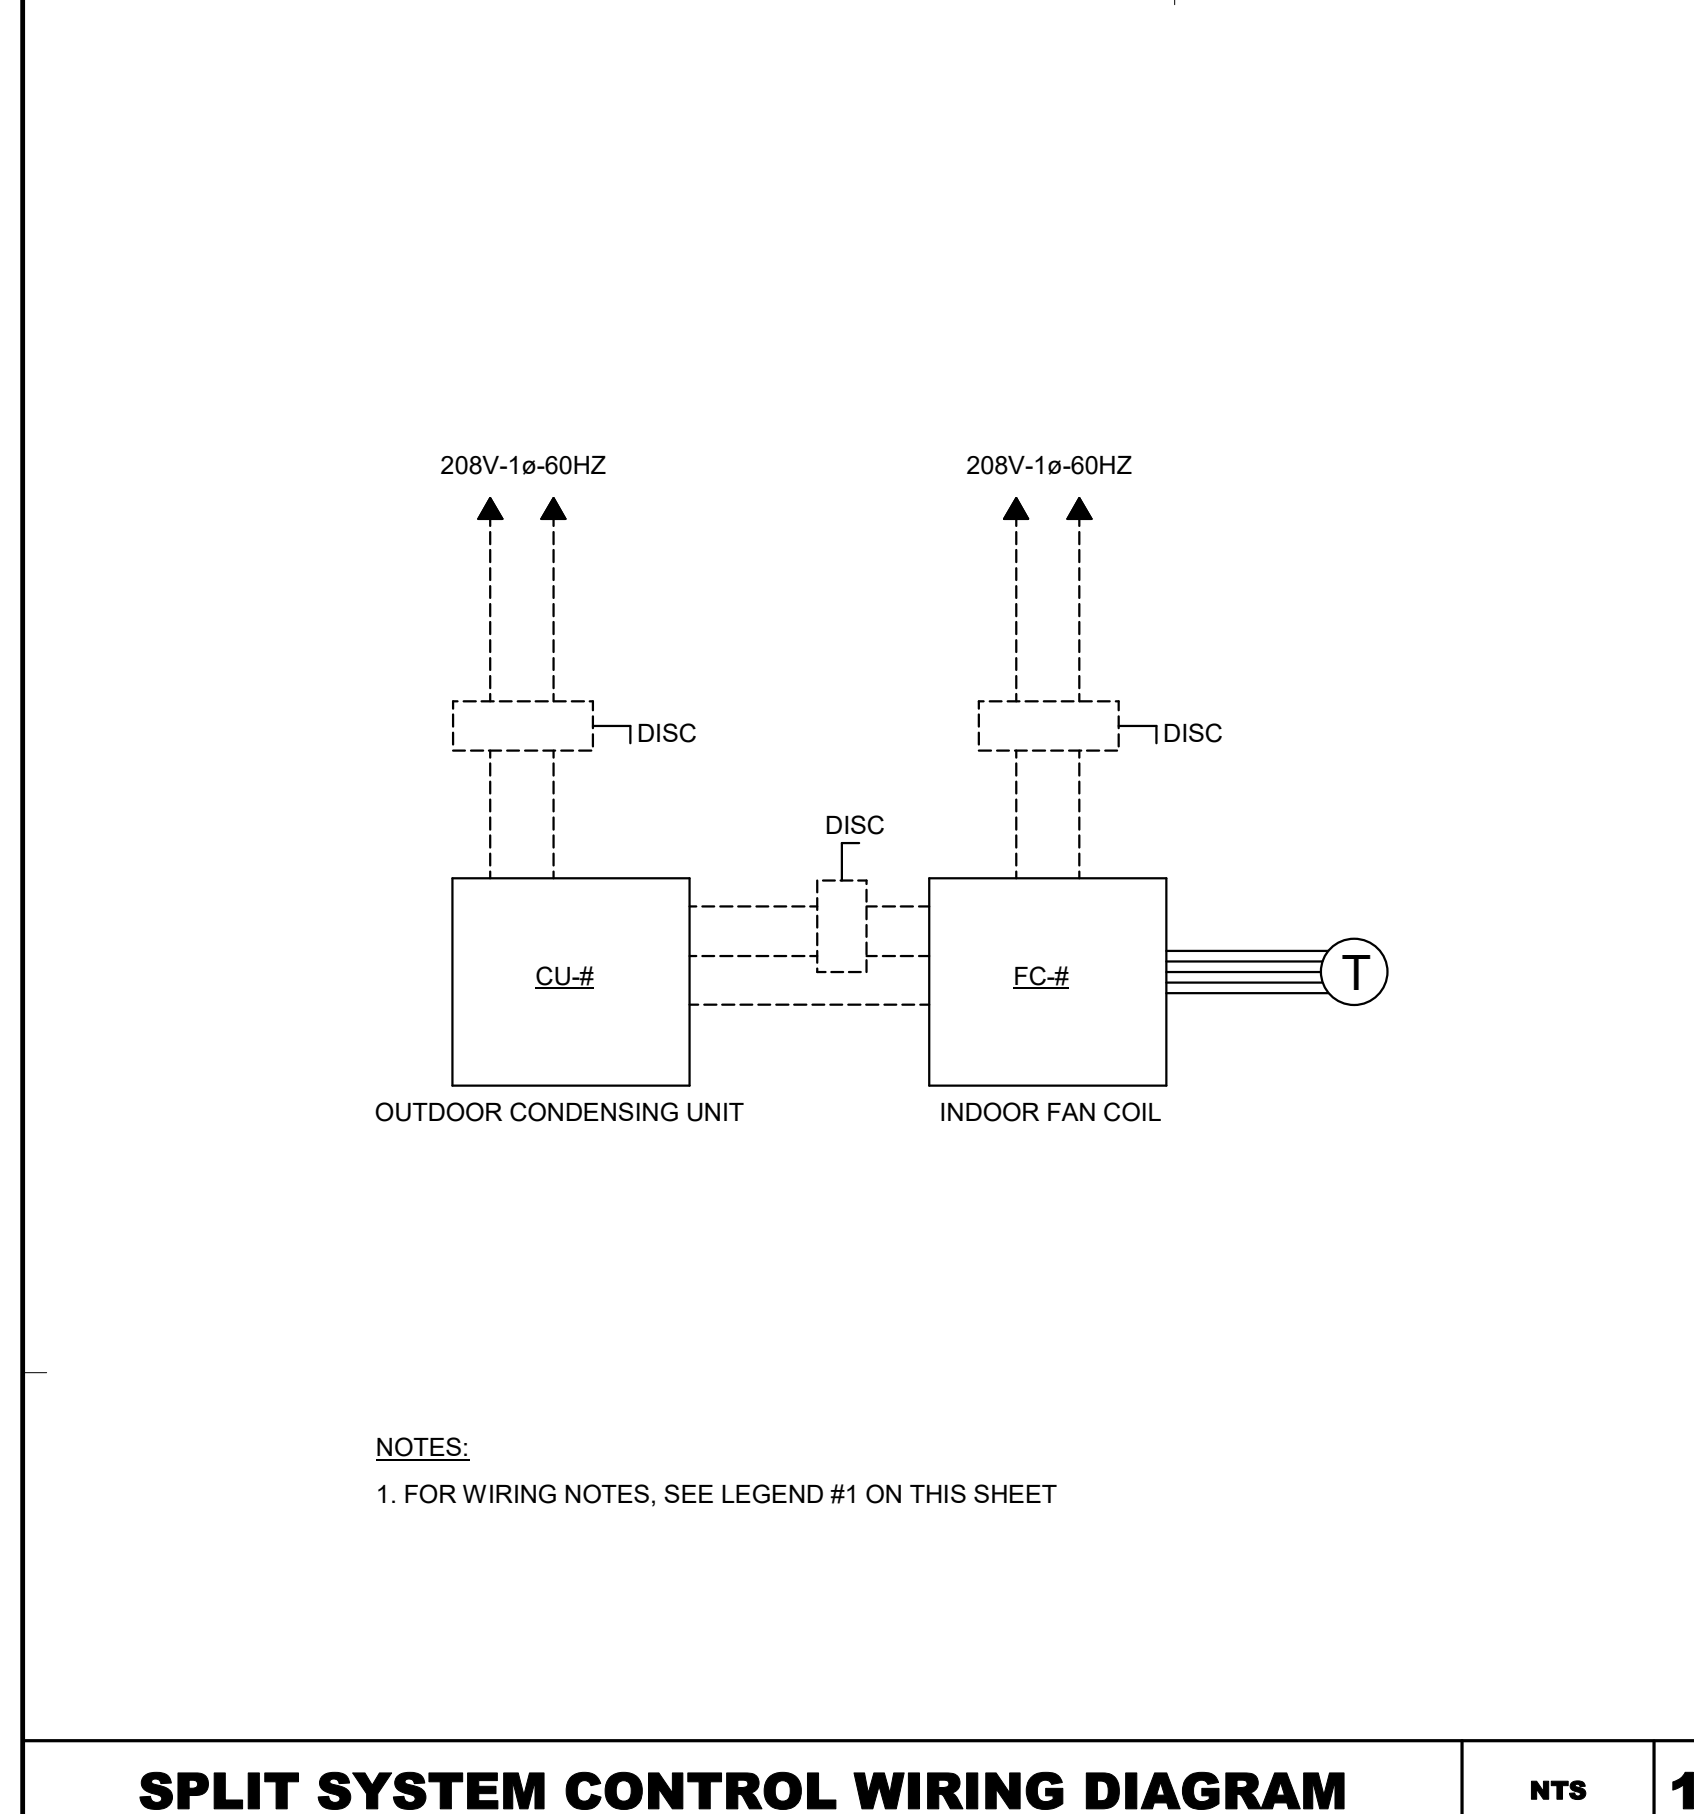 208V-1ø-60HZ
208V-1ø-60HZ
DISC
DISC
DISC
CU-#
FC-#
T
OUTDOOR CONDENSING UNIT
INDOOR FAN COIL
NOTES:
1. FOR WIRING NOTES, SEE LEGEND #1 ON THIS SHEET
SPLIT SYSTEM CONTROL WIRING DIAGRAM
NTS
1